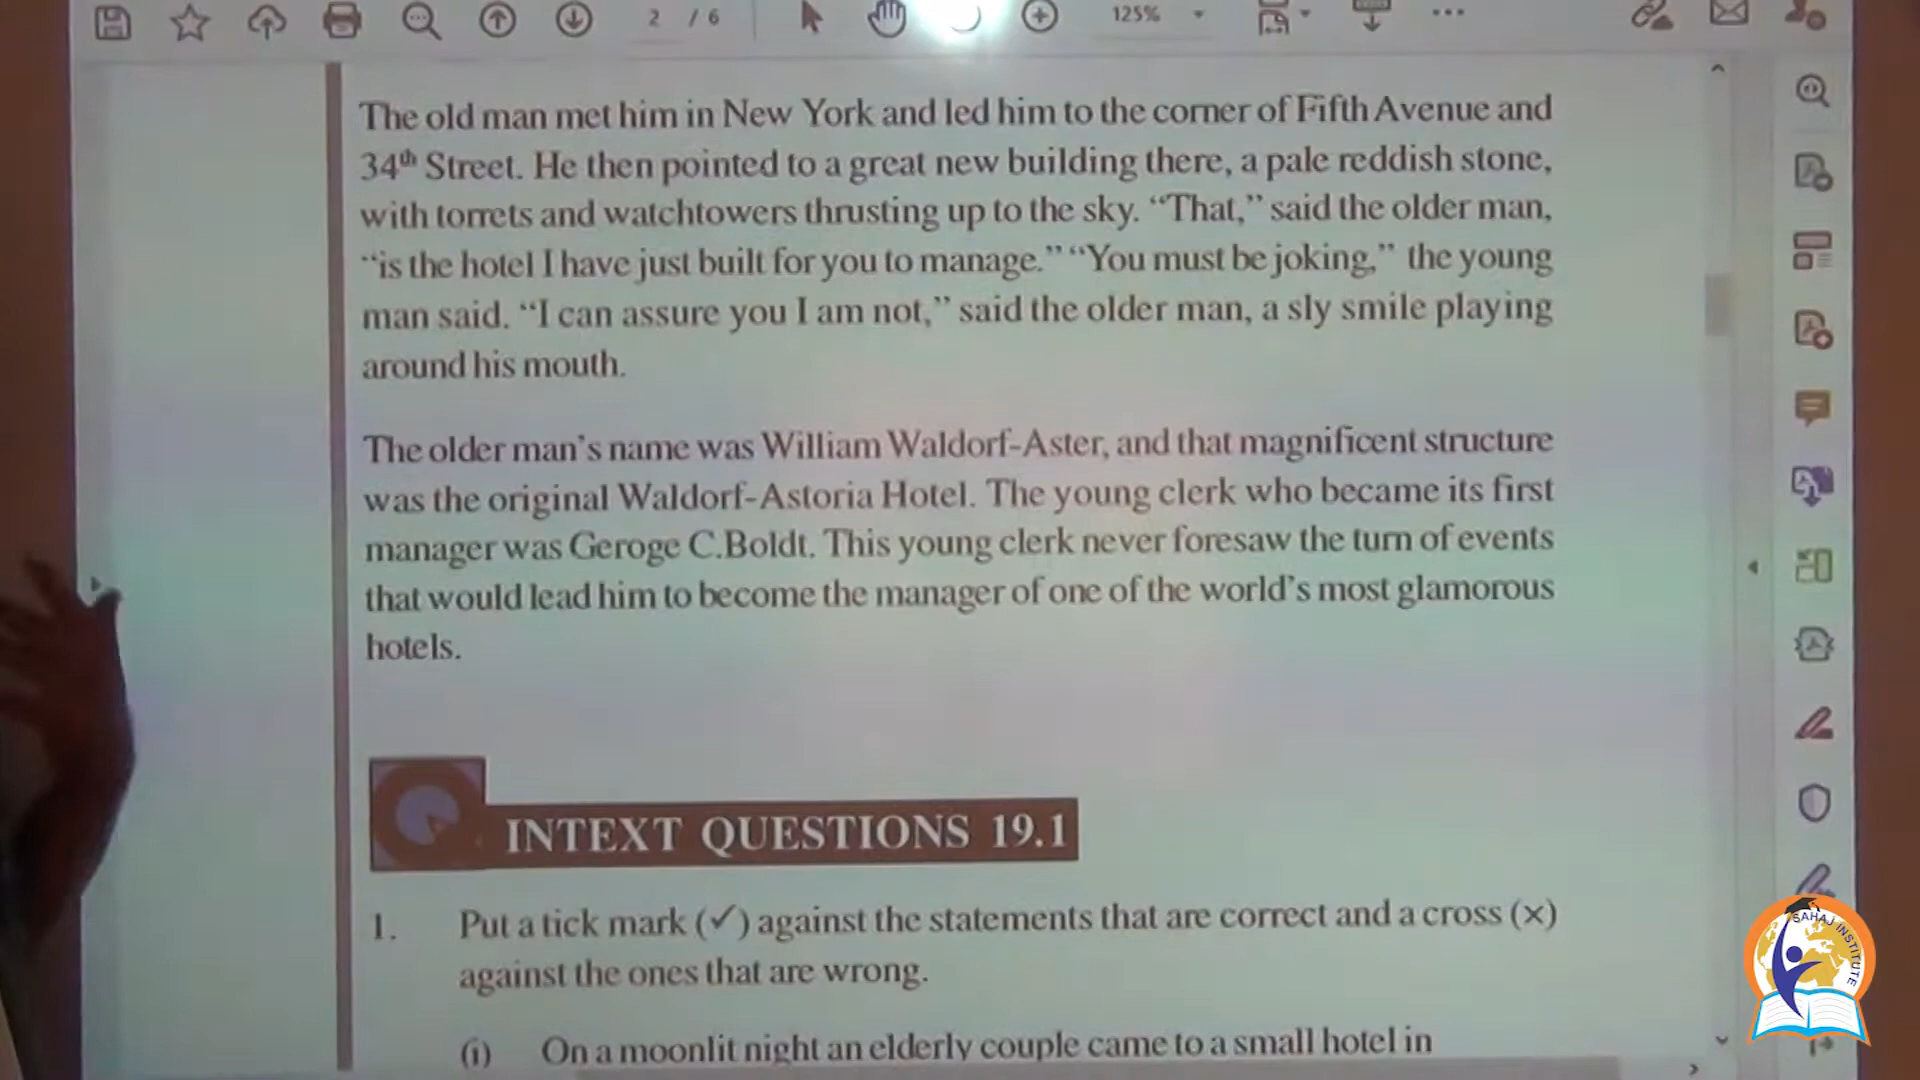 2 / 6
125%
The old man met him in New York and led him to the corner of Fifth Avenue and
34th Street. He then pointed to a great new building there, a pale reddish stone,
with torrets and watchtowers thrusting up to the sky. “That,” said the older man,
“is the hotel I have just built for you to manage.” “You must be joking,” the young
man said. “I can assure you I am not,” said the older man, a sly smile playing
around his mouth.
The older man’s name was William Waldorf-Aster, and that magnificent structure
was the original Waldorf-Astoria Hotel. The young clerk who became its first
manager was Geroge C.Boldt. This young clerk never foresaw the turn of events
that would lead him to become the manager of one of the world’s most glamorous
hotels.
INTEXT QUESTIONS 19.1
1. Put a tick mark (✓) against the statements that are correct and a cross (×)
against the ones that are wrong.
(i) On a moonlit night an elderly couple came to a small hotel in
SAHAJ INSTITUTE